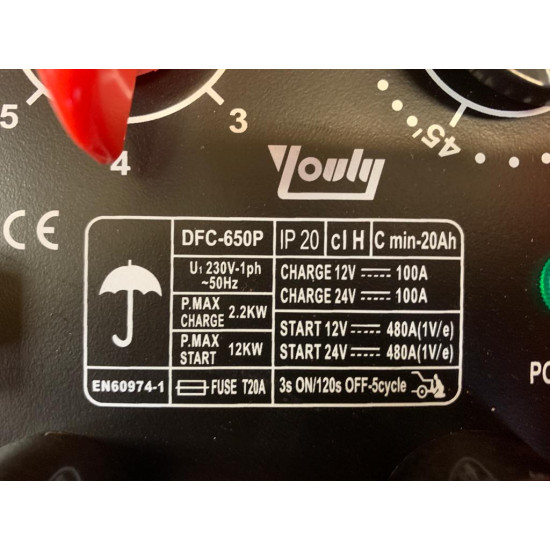 5
3
4
45'
Youly
CE
DFC-650P
IP 20
cl H
C min-20Ah
U1 230V-1ph
~50Hz
CHARGE 12V 100A
CHARGE 24V 100A
P.MAX
CHARGE 2.2KW
P.MAX
START 12KW
START 12V 480A(1V/e)
START 24V 480A(1V/e)
EN60974-1
FUSE T20A
3s ON/120s OFF-5cycle
PO